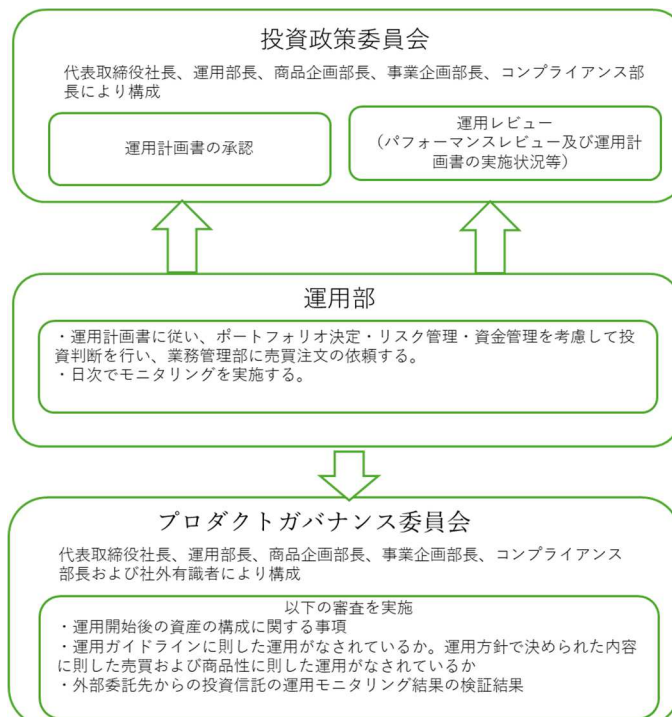 投資政策委員会
代表取締役社長、運用部長、商品企画部長、事業企画部長、コンプライアンス部
長により構成
運用計画書の承認
運用レビュー
（パフォーマンスレビュー及び運用計
画書の実施状況等）
運用部
・運用計画書に従い、ポートフォリオ決定・リスク管理・資金管理を考慮して投
資判断を行い、業務管理部に売買注文の依頼する。
・日次でモニタリングを実施する。
プロダクトガバナンス委員会
代表取締役社長、運用部長、商品企画部長、事業企画部長、コンプライアンス
部長および社外有識者により構成
以下の審査を実施
・運用開始後の資産の構成に関する事項
・運用ガイドラインに則した運用がなされているか。運用方針で決められた内容
に則した売買および商品性に則した運用がなされているか
・外部委託先からの投資信託の運用モニタリング結果の検証結果